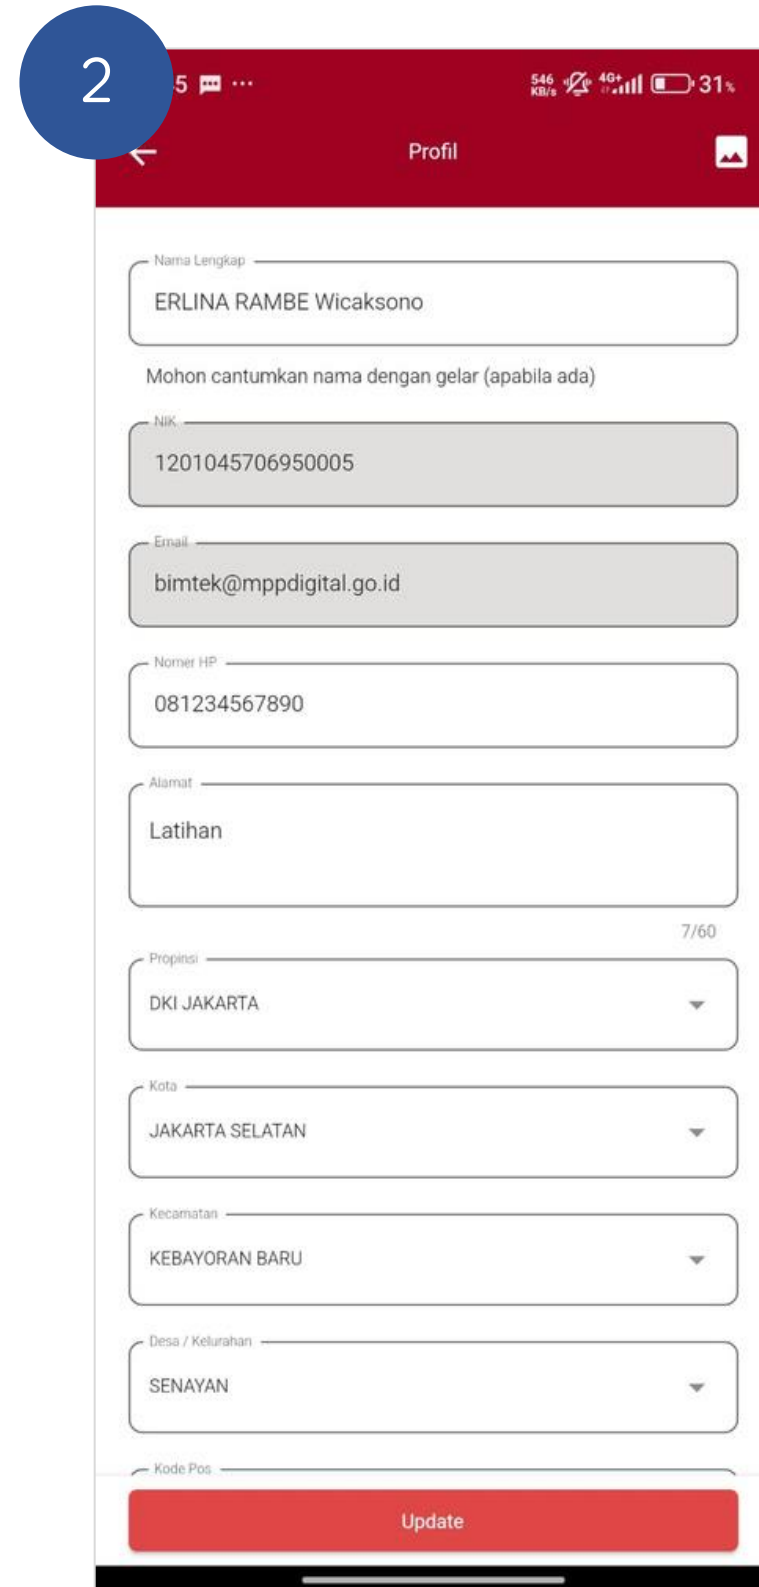 2
5 ...
546 KB/s 4G+ 31%
Profil
Nama Lengkap
ERLINA RAMBE Wicaksono
Mohon cantumkan nama dengan gelar (apabila ada)
NIK
1201045706950005
Email
bimtek@mppdigital.go.id
Nomer HP
081234567890
Alamat
Latihan
7/60
Propinsi
DKI JAKARTA
Kota
JAKARTA SELATAN
Kecamatan
KEBAYORAN BARU
Desa / Kelurahan
SENAYAN
Kode Pos
Update